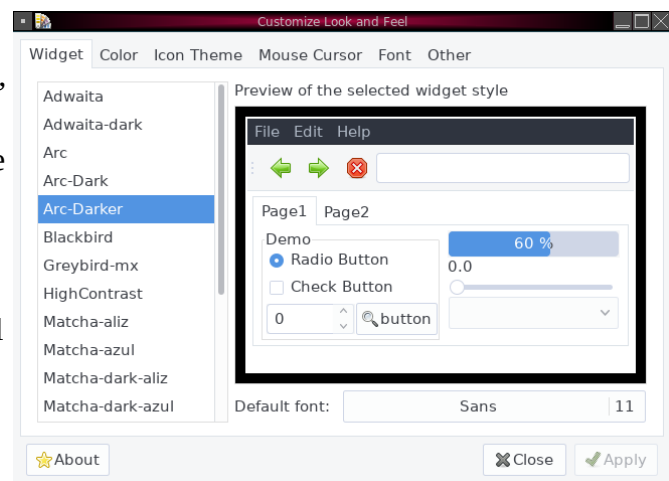 Customize Look and Feel
Widget Color Icon Theme Mouse Cursor Font Other
Adwaita
Adwaita-dark
Arc
Arc-Dark
Arc-Darker
Blackbird
Greybird-mx
HighContrast
Matcha-aliz
Matcha-azul
Matcha-dark-aliz
Matcha-dark-azul
Preview of the selected widget style
File Edit Help
Page1 Page2
Demo
Radio Button
Check Button
0 button
60 %
0.0
Default font: Sans 11
About Close Apply